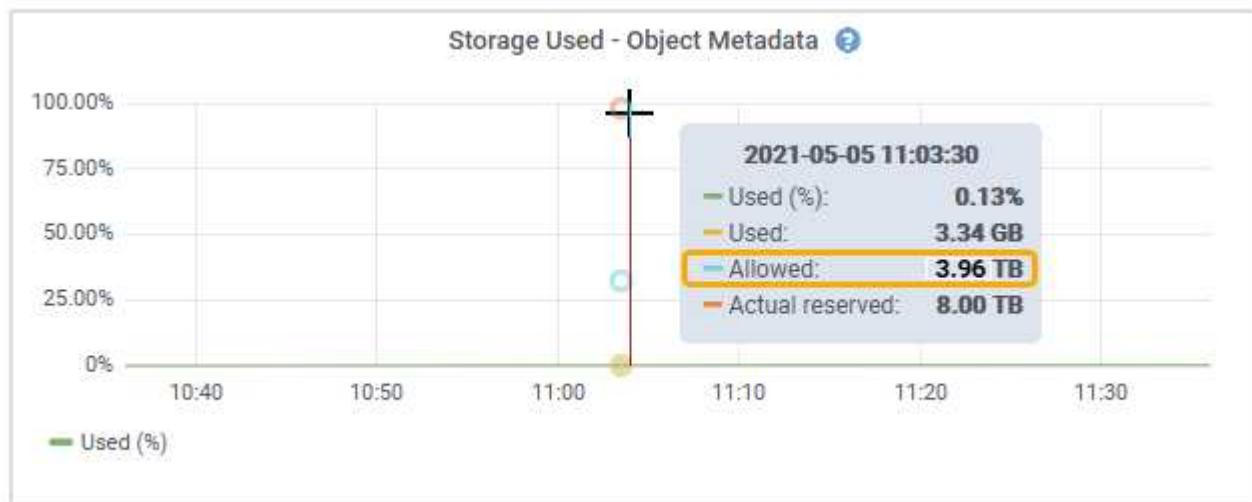 Storage Used - Object Metadata ?
100.00%
75.00%
50.00%
25.00%
0%
2021-05-05 11:03:30
Used (%): 0.13%
Used: 3.34 GB
Allowed: 3.96 TB
Actual reserved: 8.00 TB
10:40 10:50 11:00 11:10 11:20 11:30
Used (%)